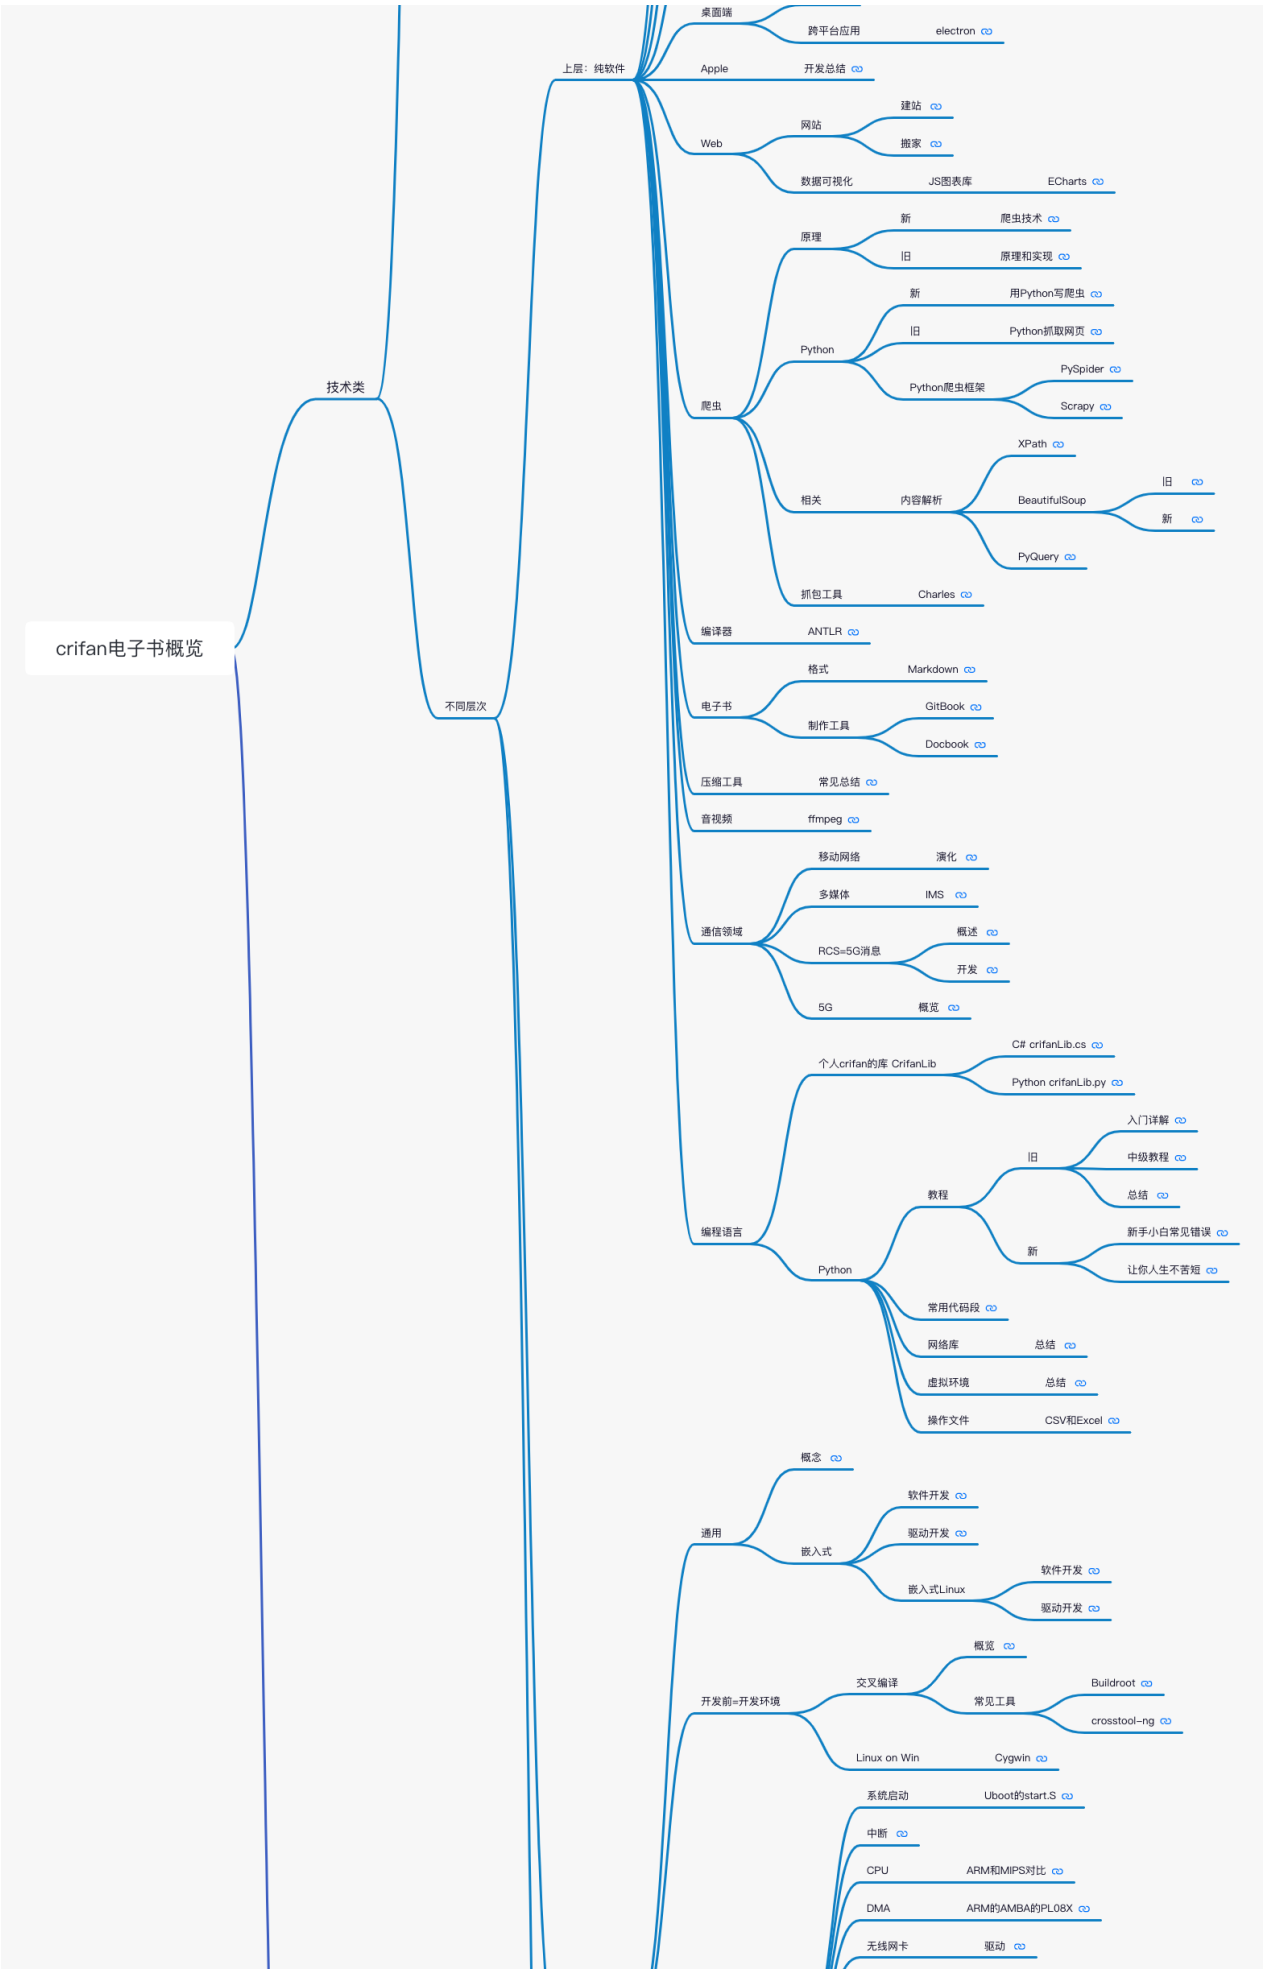 桌面端
跨平台应用 electron
上层：纯软件
Apple 开发总结
建站
网站
搬家
Web
数据可视化 JS图表库 ECharts
新 爬虫技术
原理
旧 原理和实现
新 用Python写爬虫
旧 Python抓取网页
Python
PySpider
技术类
Python爬虫框架
Scrapy
爬虫
XPath
旧
相关 内容解析 BeautifulSoup
新
PyQuery
抓包工具 Charles
编译器 ANTLR
crifan电子书概览
格式 Markdown
不同层次
电子书
GitBook
制作工具
Docbook
压缩工具 常见总结
音视频 ffmpeg
移动网络 演化
多媒体 IMS
通信领域
概述
RCS=5G消息
开发
5G 概览
C# crifanLib.cs
个人crifan的库 CrifanLib
Python crifanLib.py
入门详解
旧 中级教程
教程
总结
编程语言
新手小白常见错误
新
让你人生不苦短
Python
常用代码段
网络库 总结
虚拟环境 总结
操作文件 CSV和Excel
概念
软件开发
通用
驱动开发
嵌入式
软件开发
嵌入式Linux
驱动开发
概览
交叉编译
Buildroot
开发前=开发环境
常见工具
crosstool-ng
Linux on Win Cygwin
系统启动 Uboot的start.S
中断
CPU ARM和MIPS对比
DMA ARM的AMBA的PL08X
无线网卡 驱动